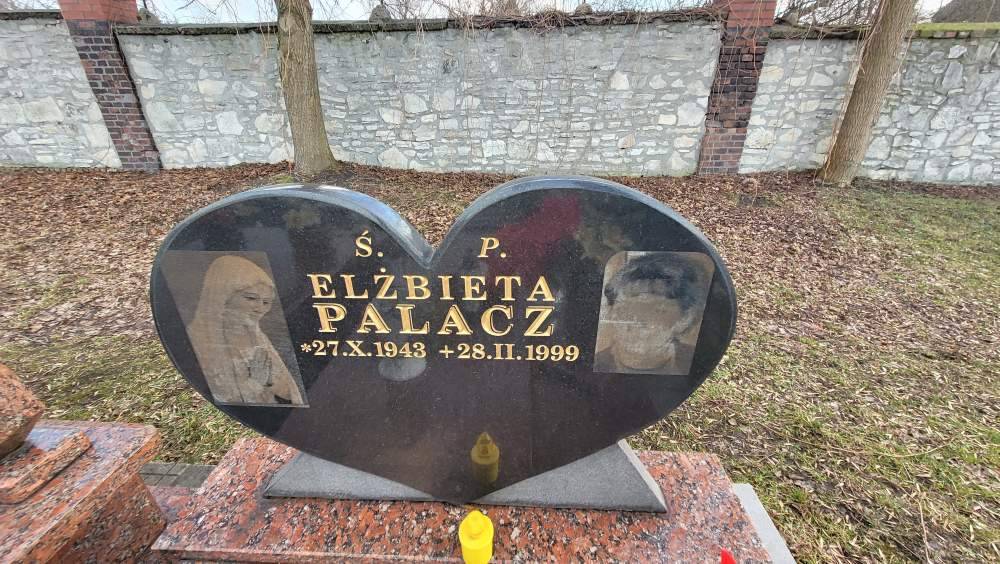 Ś. P.
ELŻBIETA
PALACZ
*27.X.1943 +28.II.1999